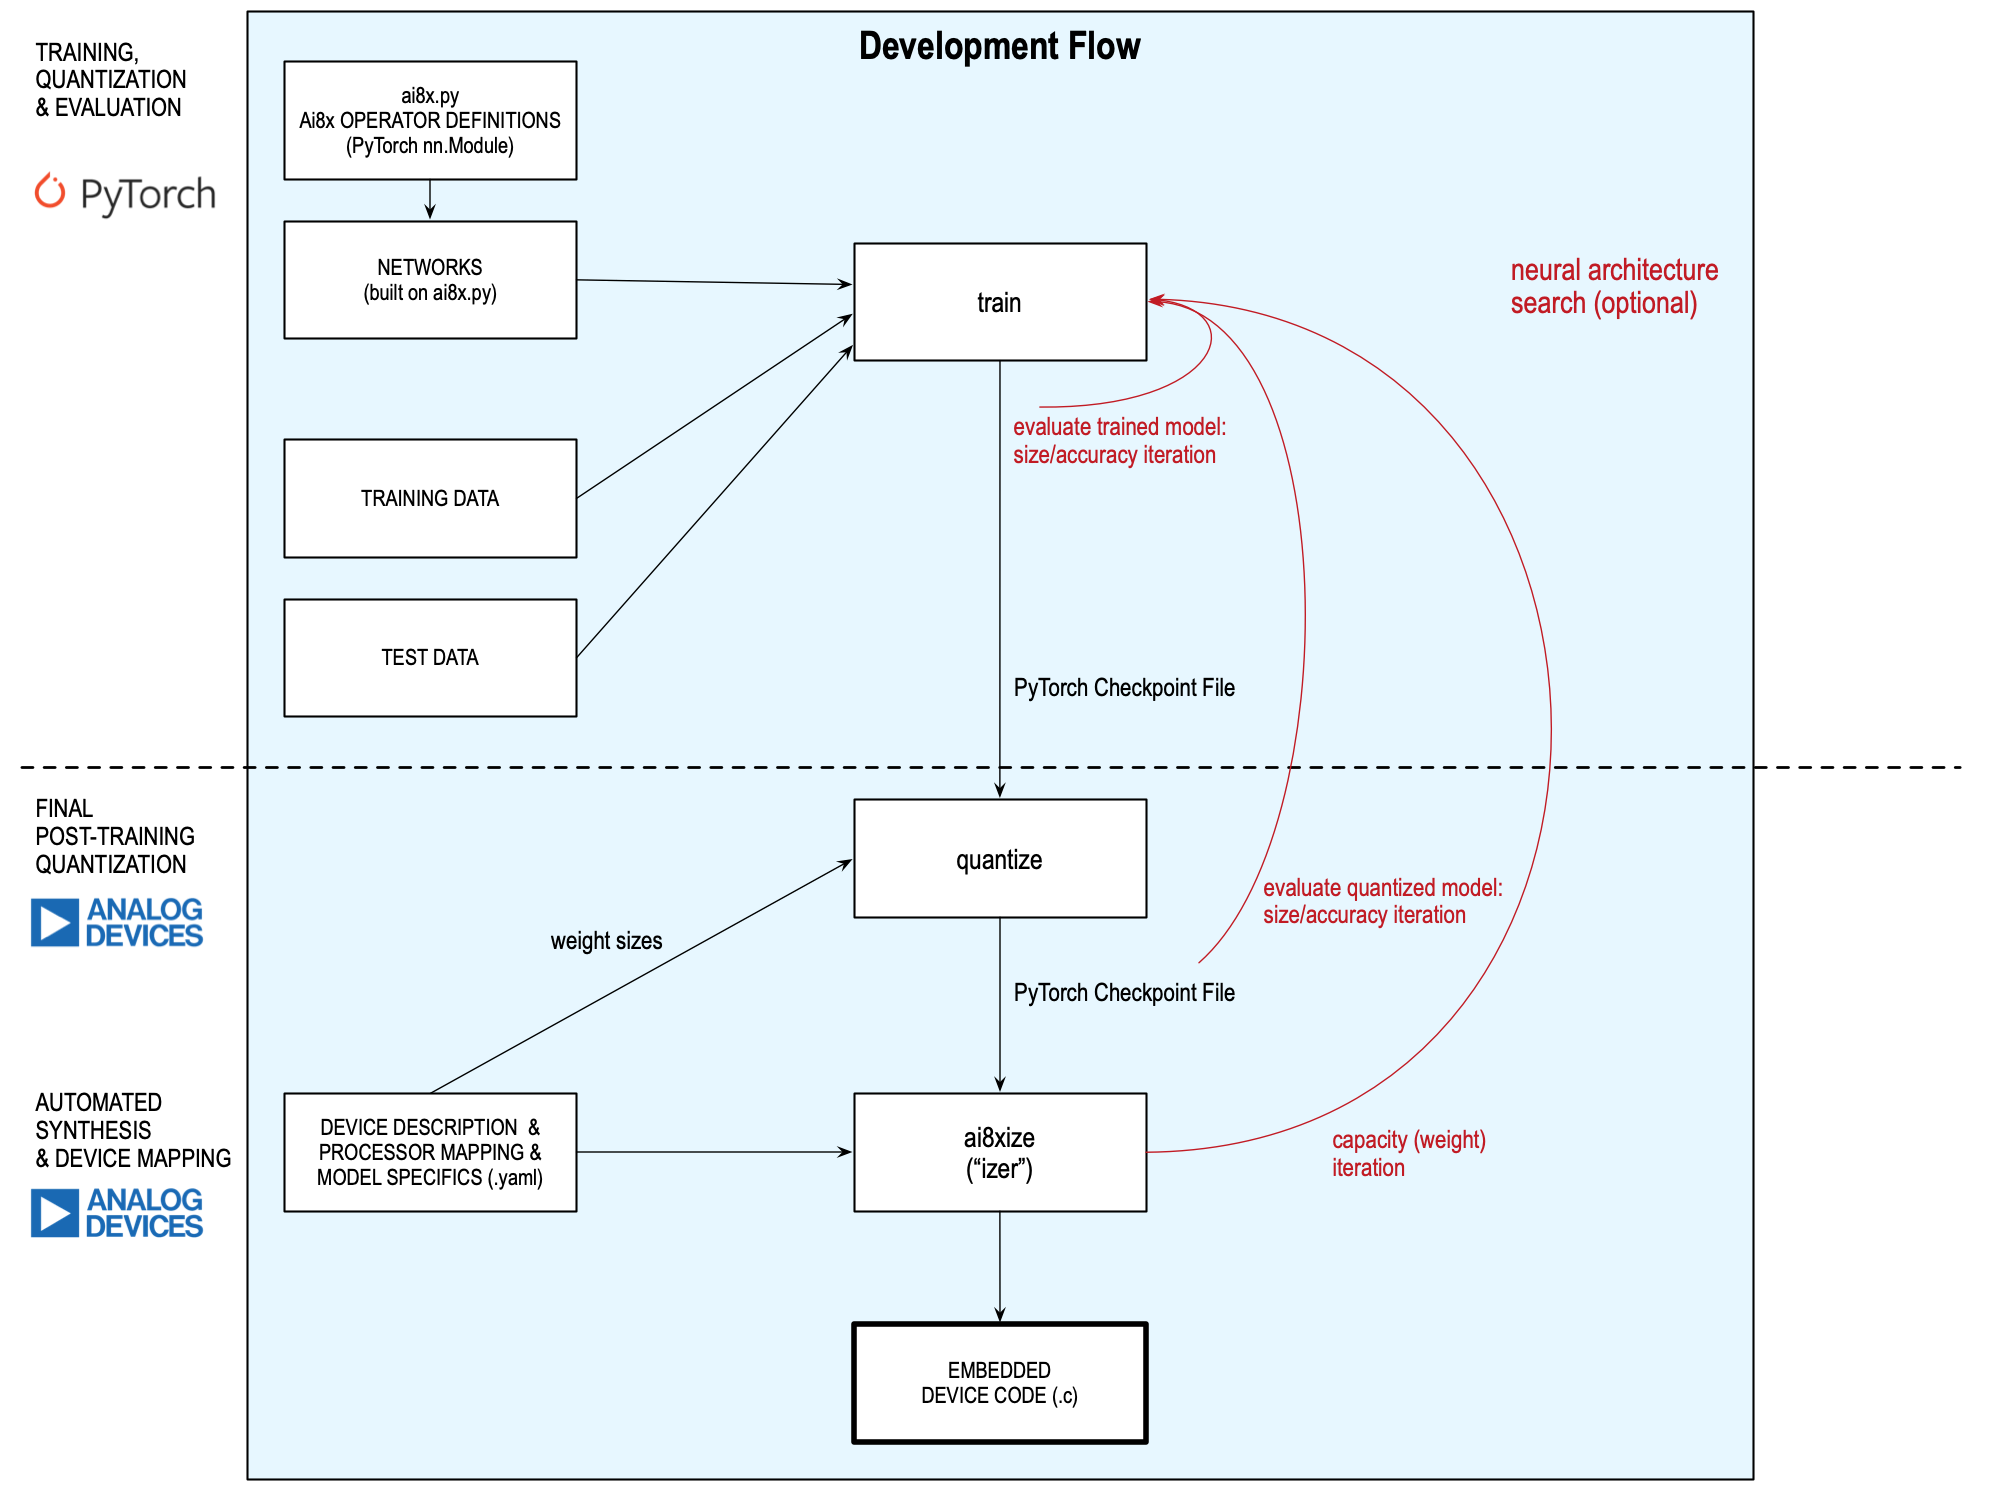 Development Flow
TRAINING,
QUANTIZATION
& EVALUATION
PyTorch
ai8x.py
Ai8x OPERATOR DEFINITIONS
(PyTorch nn.Module)
NETWORKS
(built on ai8x.py)
train
neural architecture
search (optional)
evaluate trained model:
size/accuracy iteration
TRAINING DATA
TEST DATA
PyTorch Checkpoint File
FINAL
POST-TRAINING
QUANTIZATION
ANALOG
DEVICES
quantize
evaluate quantized model:
size/accuracy iteration
weight sizes
PyTorch Checkpoint File
AUTOMATED
SYNTHESIS
& DEVICE MAPPING
ANALOG
DEVICES
DEVICE DESCRIPTION &
PROCESSOR MAPPING &
MODEL SPECIFICS (.yaml)
ai8xize
(“izer”)
capacity (weight)
iteration
EMBEDDED
DEVICE CODE (.c)